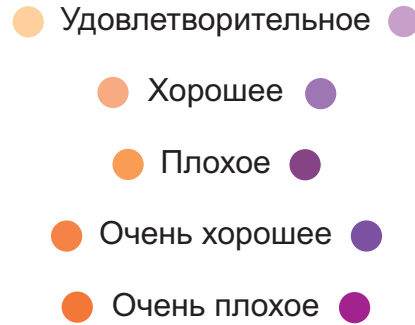 Удовлетворительное
Хорошее
Плохое
Очень хорошее
Очень плохое